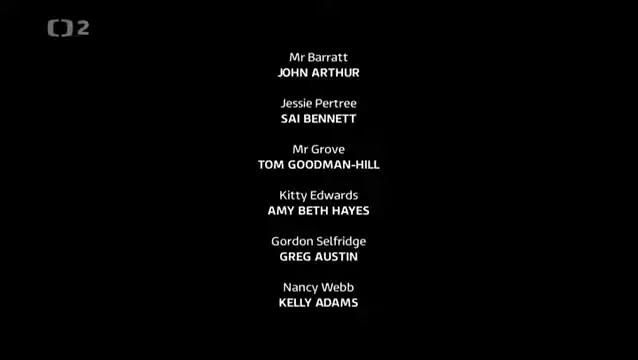 2
Mr Barratt
JOHN ARTHUR
Jessie Pertree
SAI BENNETT
Mr Grove
TOM GOODMAN-HILL
Kitty Edwards
AMY BETH HAYES
Gordon Selfridge
GREG AUSTIN
Nancy Webb
KELLY ADAMS